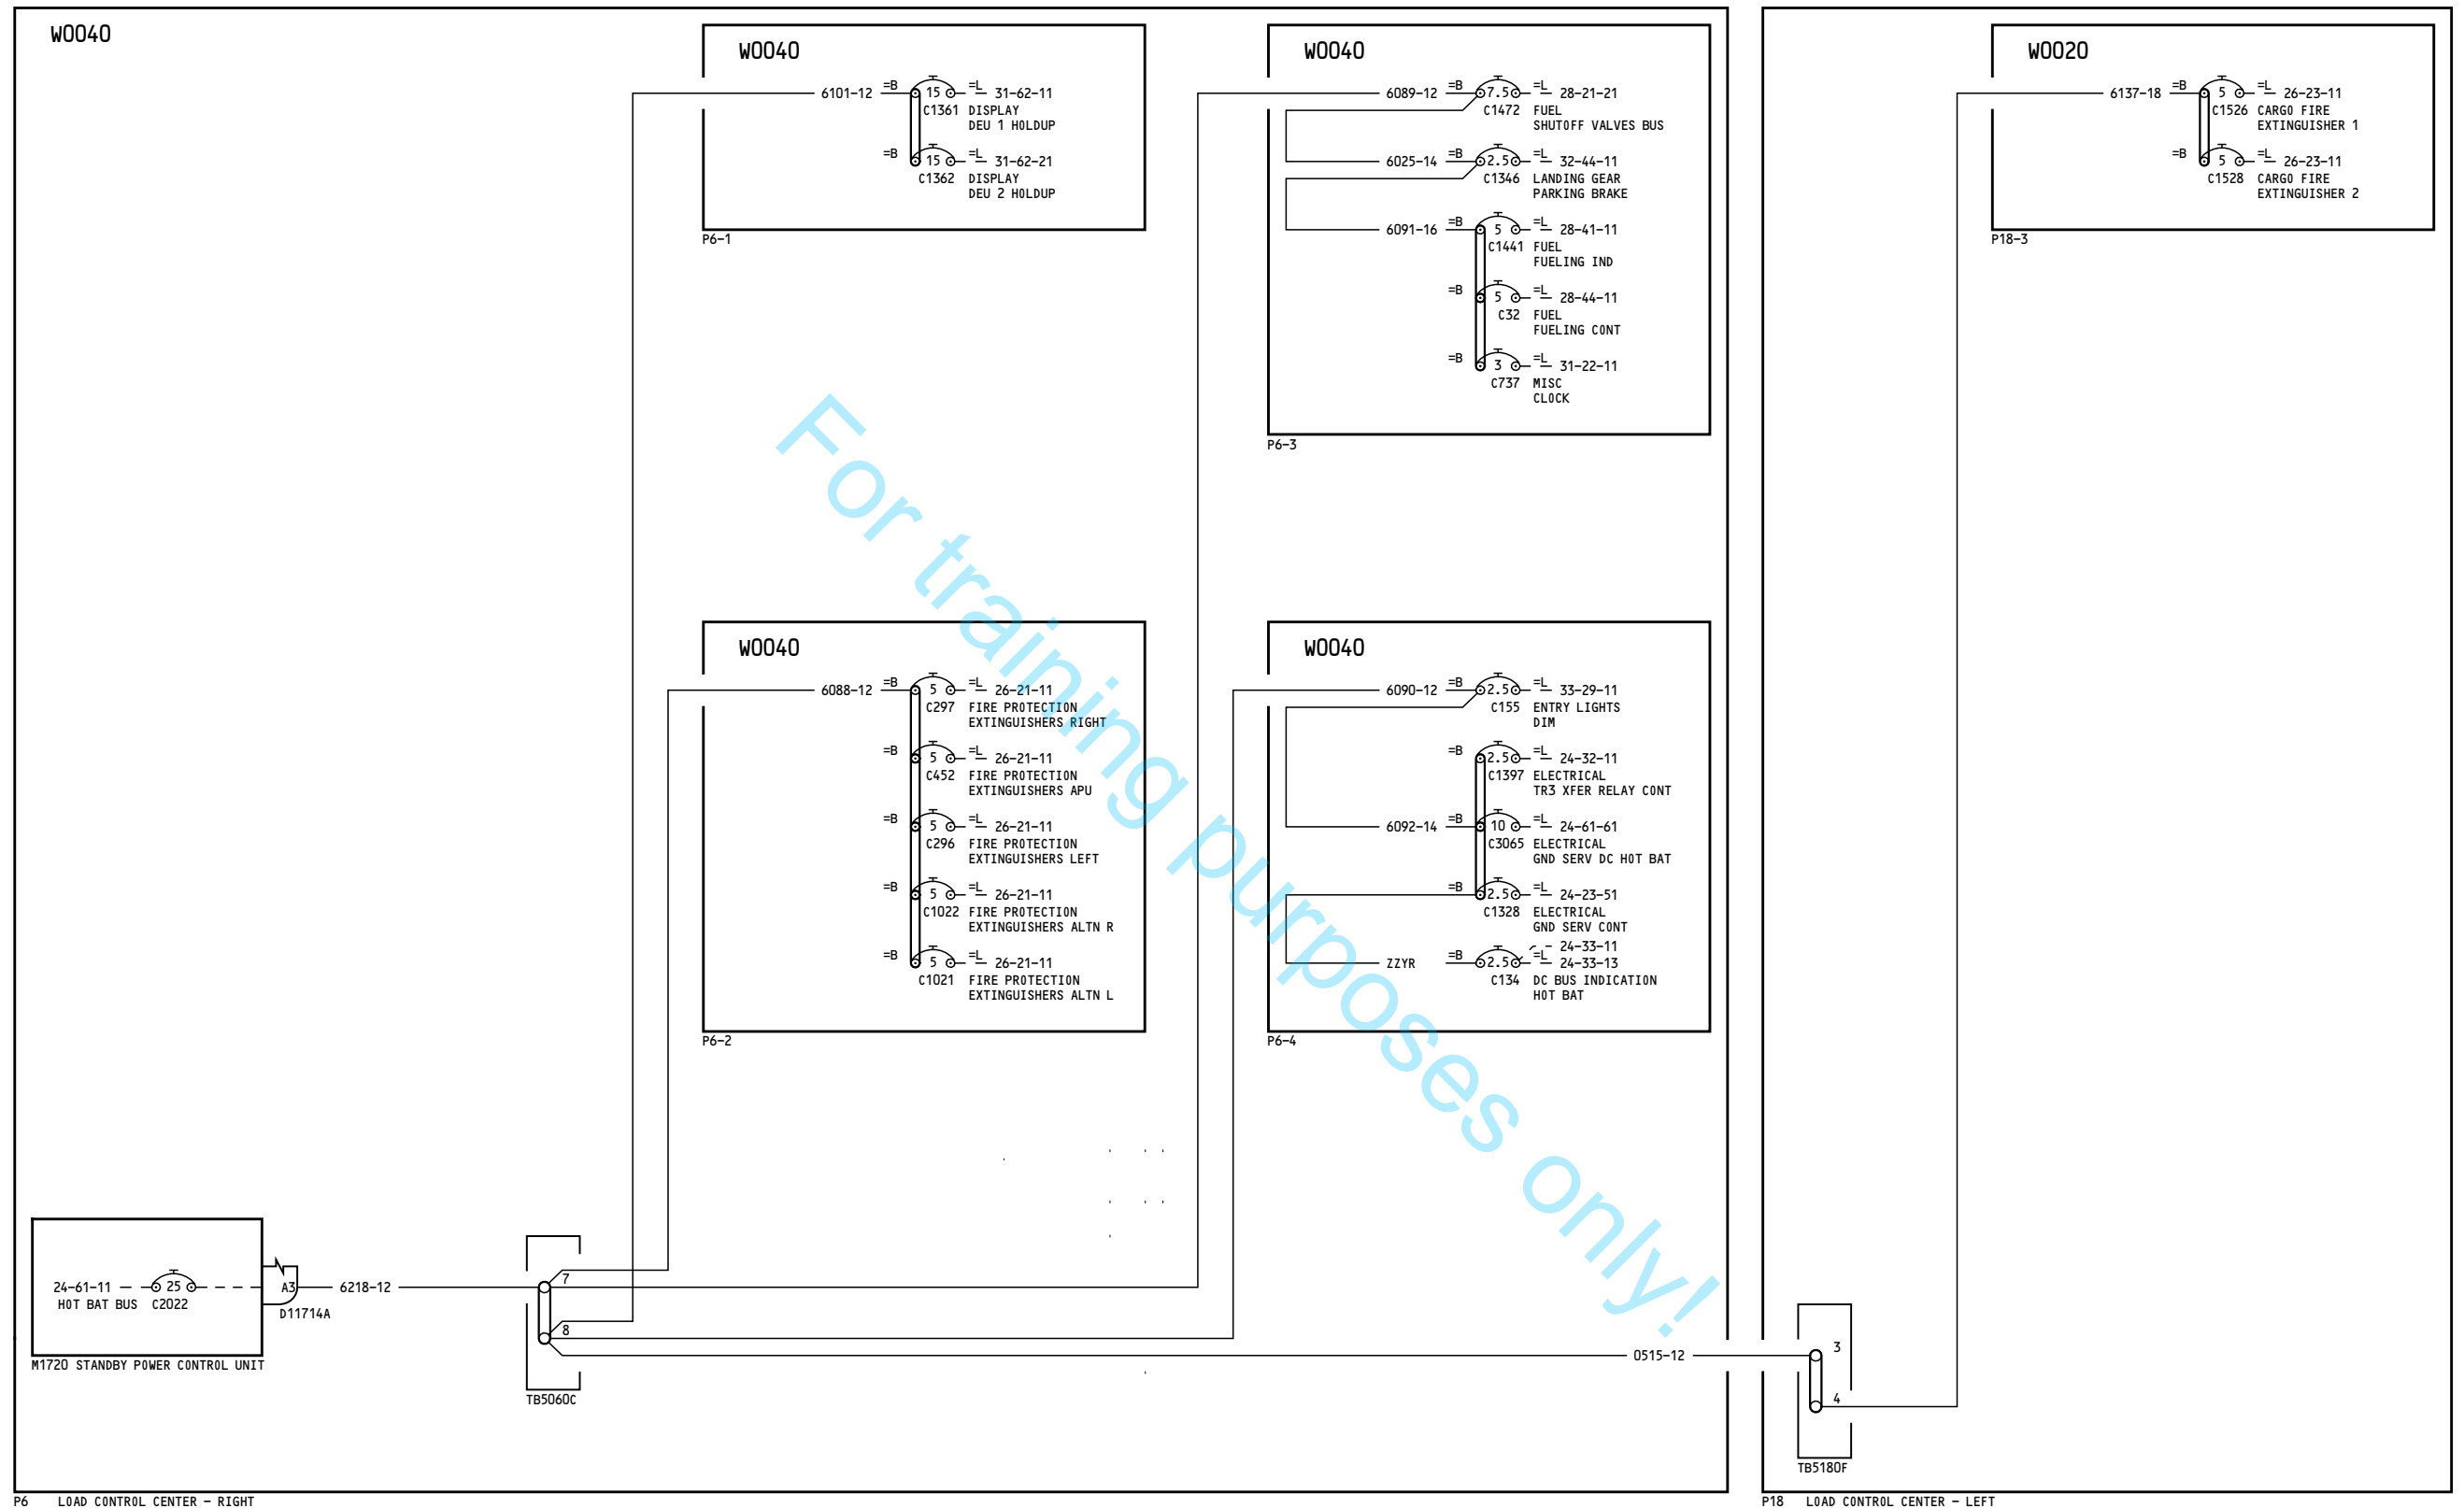 W0040
W0040
6101-12 =B 15 =L 31-62-11
C1361 DISPLAY
DEU 1 HOLDUP
=B 15 =L 31-62-21
C1362 DISPLAY
DEU 2 HOLDUP
P6-1
W0040
6089-12 =B 7.5 =L 28-21-21
C1472 FUEL
SHUTOFF VALVES BUS
6025-14 =B 2.5 =L 32-44-11
C1346 LANDING GEAR
PARKING BRAKE
6091-16 =B 5 =L 28-41-11
C1441 FUEL
FUELING IND
=B 5 =L 28-44-11
C32 FUEL
FUELING CONT
=B 3 =L 31-22-11
C737 MISC
CLOCK
P6-3
W0020
6137-18 =B 5 =L 26-23-11
C1526 CARGO FIRE
EXTINGUISHER 1
=B 5 =L 26-23-11
C1528 CARGO FIRE
EXTINGUISHER 2
P18-3
W0040
6088-12 =B 5 =L 26-21-11
C297 FIRE PROTECTION
EXTINGUISHERS RIGHT
=B 5 =L 26-21-11
C452 FIRE PROTECTION
EXTINGUISHERS APU
=B 5 =L 26-21-11
C296 FIRE PROTECTION
EXTINGUISHERS LEFT
=B 5 =L 26-21-11
C1022 FIRE PROTECTION
EXTINGUISHERS ALTN R
=B 5 =L 26-21-11
C1021 FIRE PROTECTION
EXTINGUISHERS ALTN L
P6-2
W0040
6090-12 =B 2.5 =L 33-29-11
C155 ENTRY LIGHTS
DIM
=B 2.5 =L 24-32-11
C1397 ELECTRICAL
TR3 XFER RELAY CONT
6092-14 =B 10 =L 24-61-61
C3065 ELECTRICAL
GND SERV DC HOT BAT
=B 2.5 =L 24-23-51
C1328 ELECTRICAL
GND SERV CONT
24-33-11
ZZYR =B 2.5 =L 24-33-13
C134 DC BUS INDICATION
HOT BAT
P6-4
For training purposes only!
24-61-11 25 A3 6218-12 7
HOT BAT BUS C2022 D11714A
8
M1720 STANDBY POWER CONTROL UNIT
TB5060C
0515-12 3
4
TB5180F
P6 LOAD CONTROL CENTER - RIGHT
P18 LOAD CONTROL CENTER - LEFT